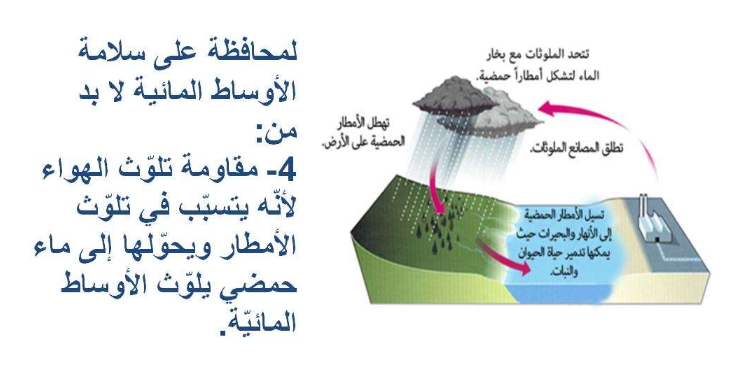 لمحافظة على سلامة
الأوساط المائية لا بد
من:
4- مقاومة تلوّث الهواء
لأنّه يتسبّب في تلوّث
الأمطار ويحوّلها إلى ماء
حمضي يلوّث الأوساط
المائيّة.
تتحد الملوثات مع بخار
الماء لتشكل أمطاراً حمضية.
تهطل الأمطار
الحمضية على الأرض.
تطلق المصانع الملوثات.
تسيل الأمطار الحمضية
إلى الأنهار والبحيرات حيث
يمكنها تدمير حياة الحيوان
والنبات.